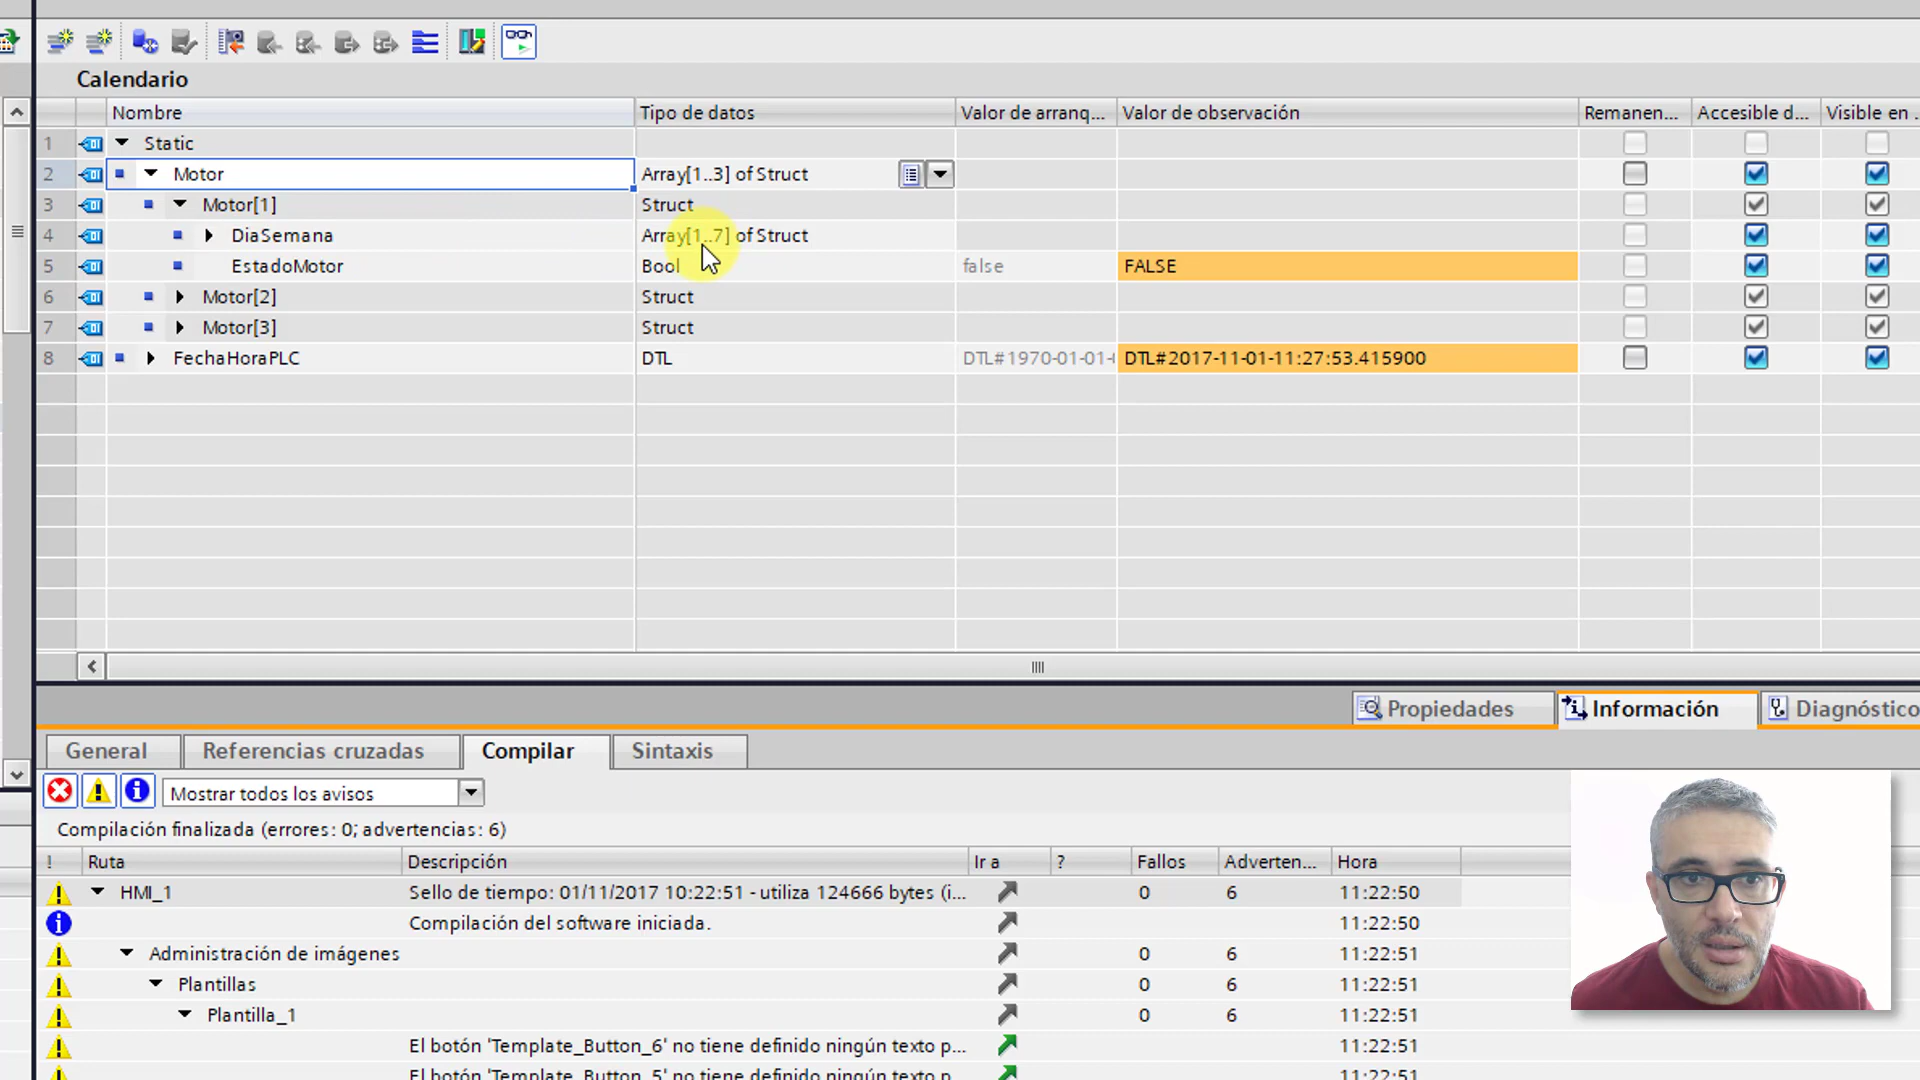 Calendario
Nombre Tipo de datos Valor de arranq... Valor de observación Remanen... Accesible d... Visible en ...
1 Static
2 Motor Array[1..3] of Struct
3 Motor[1] Struct
4 DiaSemana Array[1..7] of Struct
5 EstadoMotor Bool false FALSE
6 Motor[2] Struct
7 Motor[3] Struct
8 FechaHoraPLC DTL DTL#1970-01-01- DTL#2017-11-01-11:27:53.415900
Propiedades Información Diagnóstico
General Referencias cruzadas Compilar Sintaxis
Mostrar todos los avisos
Compilación finalizada (errores: 0; advertencias: 6)
! Ruta Descripción Ir a ? Fallos Adverten... Hora
HMI_1 Sello de tiempo: 01/11/2017 10:22:51 - utiliza 124666 bytes (i... 0 6 11:22:50
Compilación del software iniciada. 11:22:50
Administración de imágenes 0 6 11:22:51
Plantillas 0 6 11:22:51
Plantilla_1 0 6 11:22:51
El botón 'Template_Button_6' no tiene definido ningún texto p... 11:22:51
El botón 'Template_Button_5' no tiene definido ningún texto p... 11:22:51